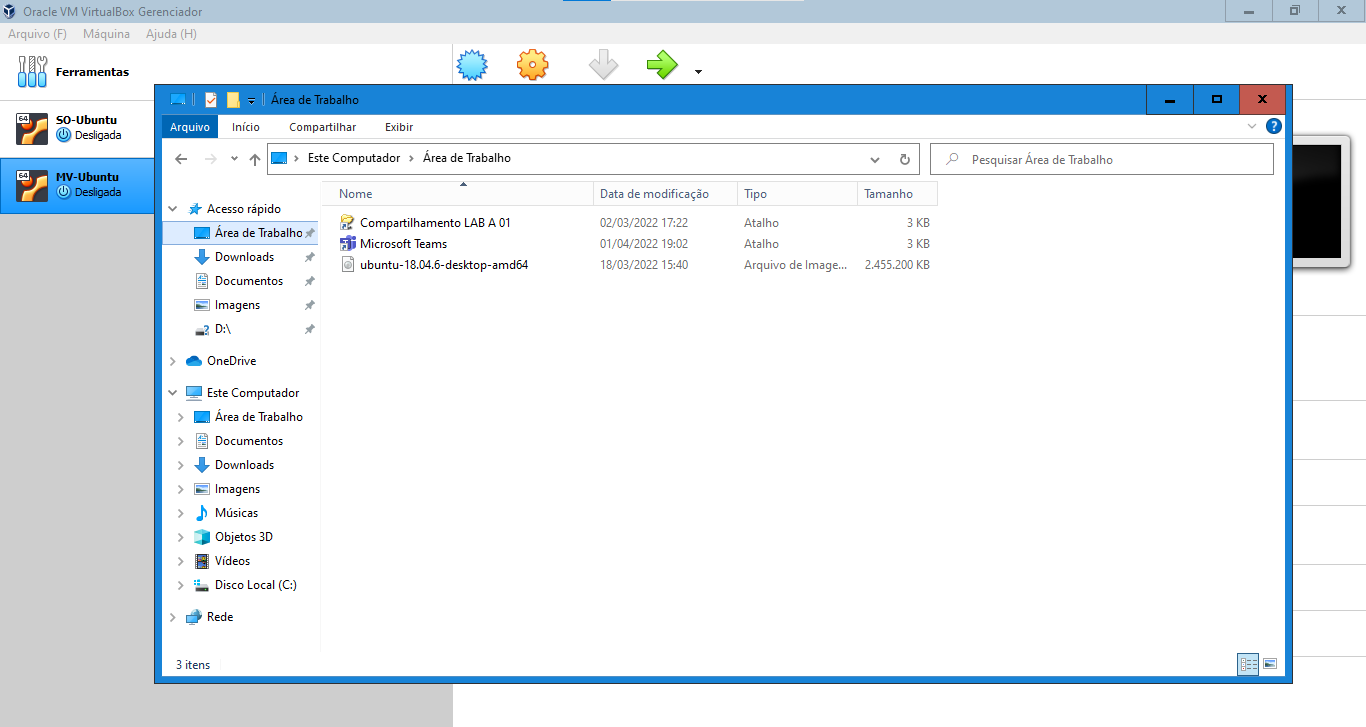 Oracle VM VirtualBox Gerenciador
Arquivo (F) Máquina Ajuda (H)
Ferramentas
64 SO-Ubuntu
Desligada
64 MV-Ubuntu
Desligada
Área de Trabalho
Arquivo Início Compartilhar Exibir
Este Computador > Área de Trabalho
Pesquisar Área de Trabalho
Nome Data de modificação Tipo Tamanho
Compartilhamento LAB A 01 02/03/2022 17:22 Atalho 3 KB
Microsoft Teams 01/04/2022 19:02 Atalho 3 KB
ubuntu-18.04.6-desktop-amd64 18/03/2022 15:40 Arquivo de Image... 2.455.200 KB
Acesso rápido
Área de Trabalho
Downloads
Documentos
Imagens
D:\
OneDrive
Este Computador
Área de Trabalho
Documentos
Downloads
Imagens
Músicas
Objetos 3D
Vídeos
Disco Local (C:)
Rede
3 itens